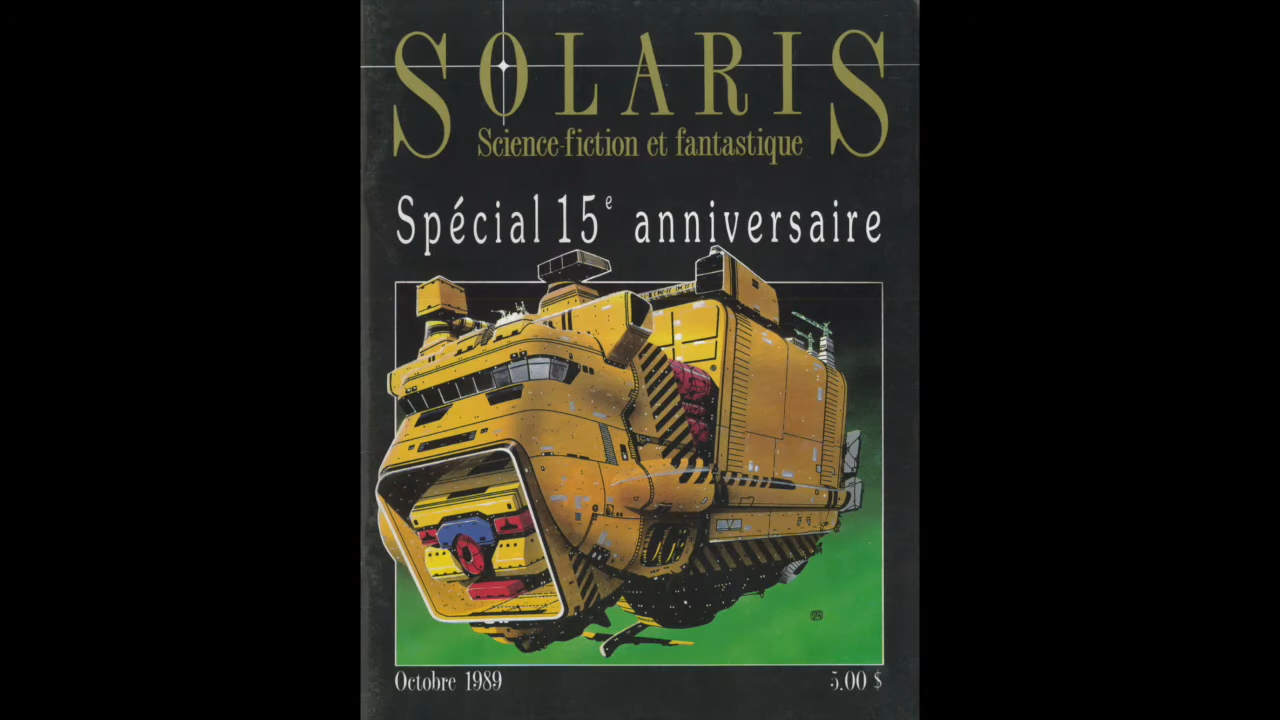 SOLARIS
Science-fiction et fantastique
Spécial 15e anniversaire
Octobre 1989
5.00 $